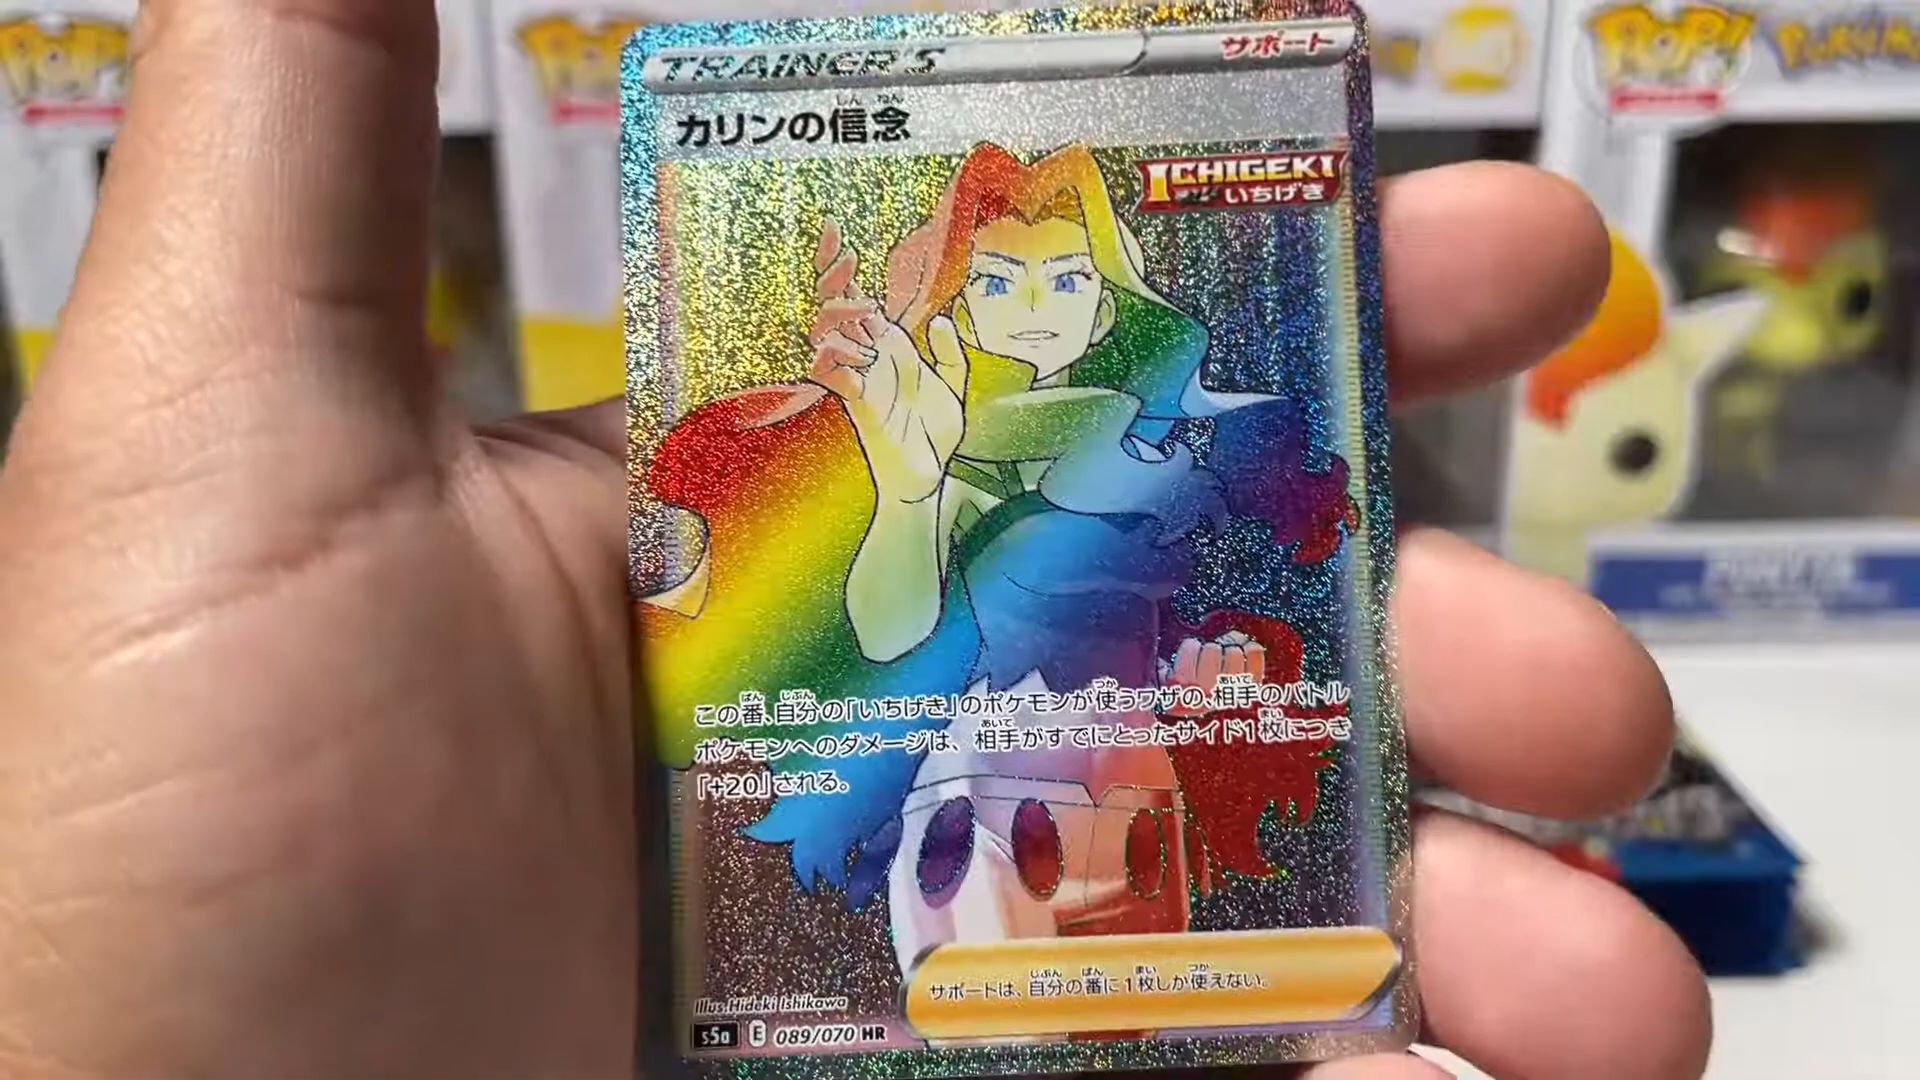 POP!
POP!
POP!
Pokémon
TRAINER'S
サポート
しん ねん
カリンの信念
ICHIGEKI
いちげき
ばん じぶん つか あいて
この番、自分の「いちげき」のポケモンが使うワザの、相手のバトル
あいて まい
ポケモンへのダメージは、相手がすでにとったサイド1枚につき
「+20」される。
じぶん ばん まい つか
サポートは、自分の番に1枚しか使えない。
Illus.Hideki Ishikawa
s5a E 089/070 HR